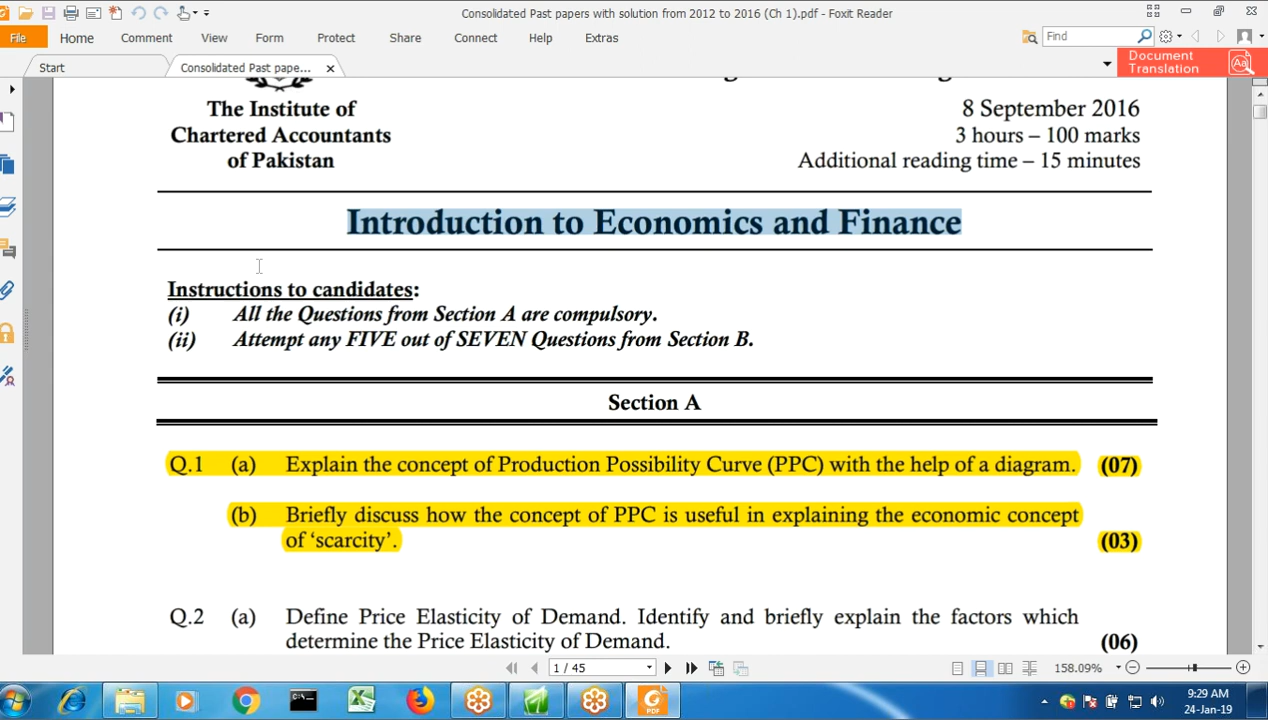 Consolidated Past papers with solution from 2012 to 2016 (Ch 1).pdf - Foxit Reader
File Home Comment View Form Protect Share Connect Help Extras Find
Start Consolidated Past pape... Document
Translation
The Institute of
Chartered Accountants
of Pakistan
8 September 2016
3 hours – 100 marks
Additional reading time – 15 minutes
Introduction to Economics and Finance
Instructions to candidates:
(i) All the Questions from Section A are compulsory.
(ii) Attempt any FIVE out of SEVEN Questions from Section B.
Section A
Q.1 (a) Explain the concept of Production Possibility Curve (PPC) with the help of a diagram. (07)
(b) Briefly discuss how the concept of PPC is useful in explaining the economic concept
of ‘scarcity’. (03)
Q.2 (a) Define Price Elasticity of Demand. Identify and briefly explain the factors which
determine the Price Elasticity of Demand. (06)
1 / 45 158.09%
9:29 AM
24-Jan-19